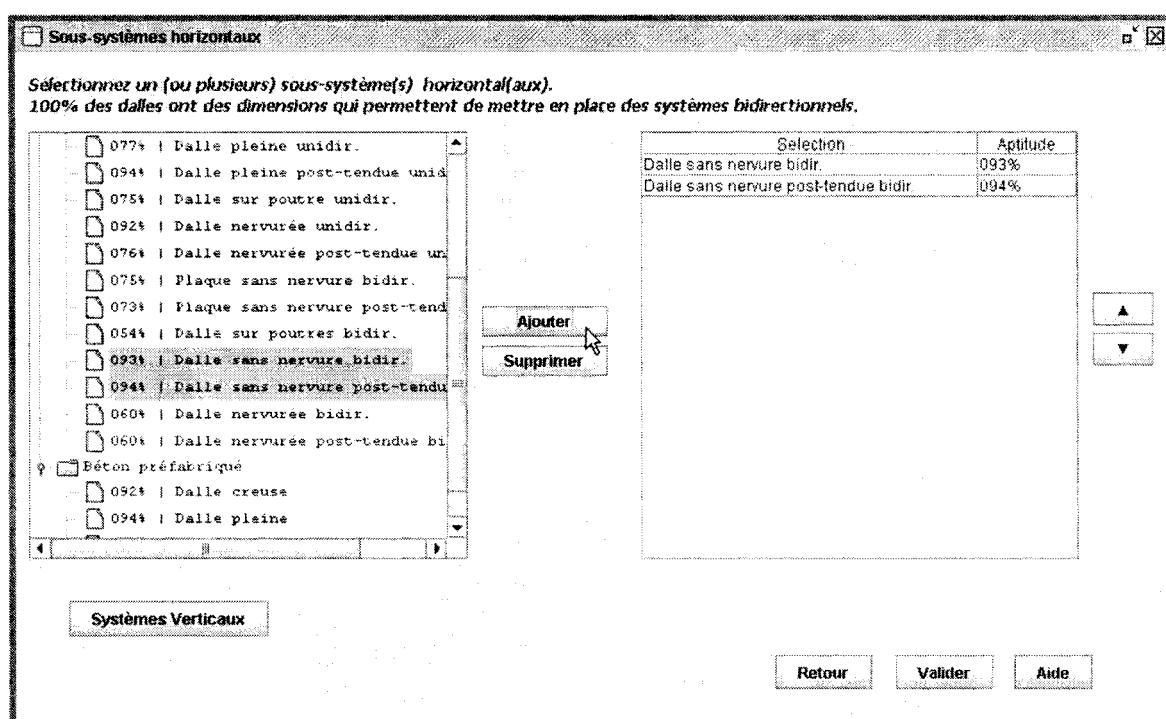 Sous-systèmes horizontaux
Sélectionnez un (ou plusieurs) sous-système(s) horizontal(aux).
100% des dalles ont des dimensions qui permettent de mettre en place des systèmes bidirectionnels.
077% | Dalle pleine unidir.
094% | Dalle pleine post-tendue unid
075% | Dalle sur poutre unidir.
092% | Dalle nervurée unidir.
076% | Dalle nervurée post-tendue un
075% | Plaque sans nervure bidir.
073% | Plaque sans nervure post-tend
054% | Dalle sur poutres bidir.
093% | Dalle sans nervure bidir.
094% | Dalle sans nervure post-tendu
060% | Dalle nervurée bidir.
060% | Dalle nervurée post-tendue bi
Béton préfabriqué
092% | Dalle creuse
094% | Dalle pleine
Ajouter
Supprimer
Selection Aptitude
Dalle sans nervure bidir. 093%
Dalle sans nervure post-tendue bidir. 094%
Systèmes Verticaux
Retour Valider Aide